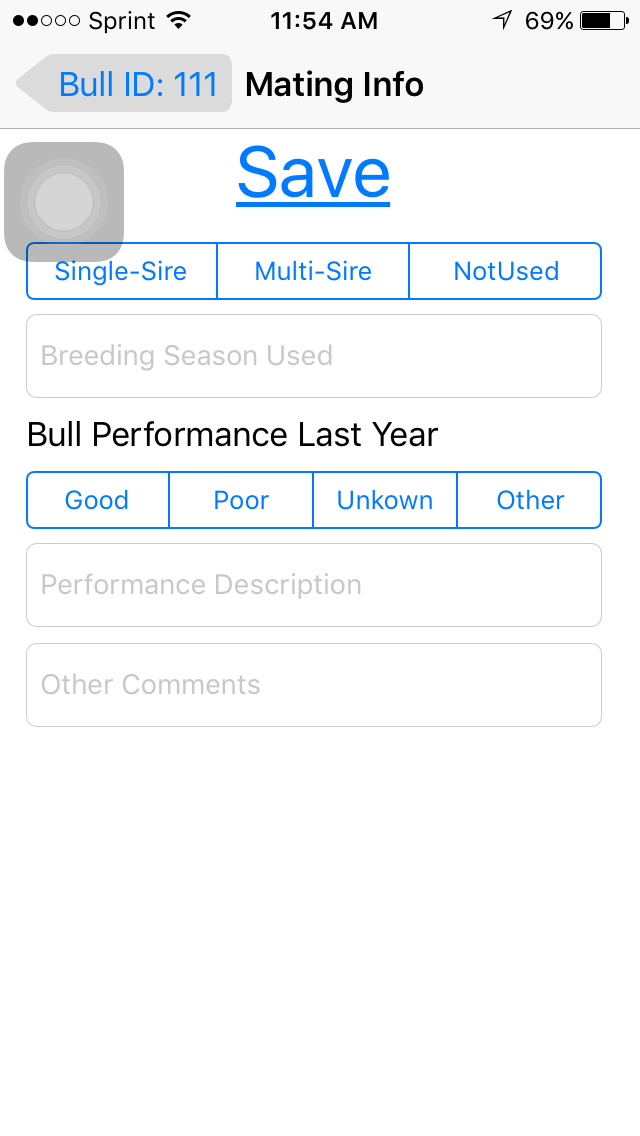 Sprint 11:54 AM 69%
Bull ID: 111 Mating Info
Save
Single-Sire Multi-Sire NotUsed
Breeding Season Used
Bull Performance Last Year
Good Poor Unkown Other
Performance Description
Other Comments